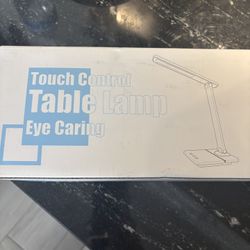 Touch Control
Table Lamp
Eye Caring